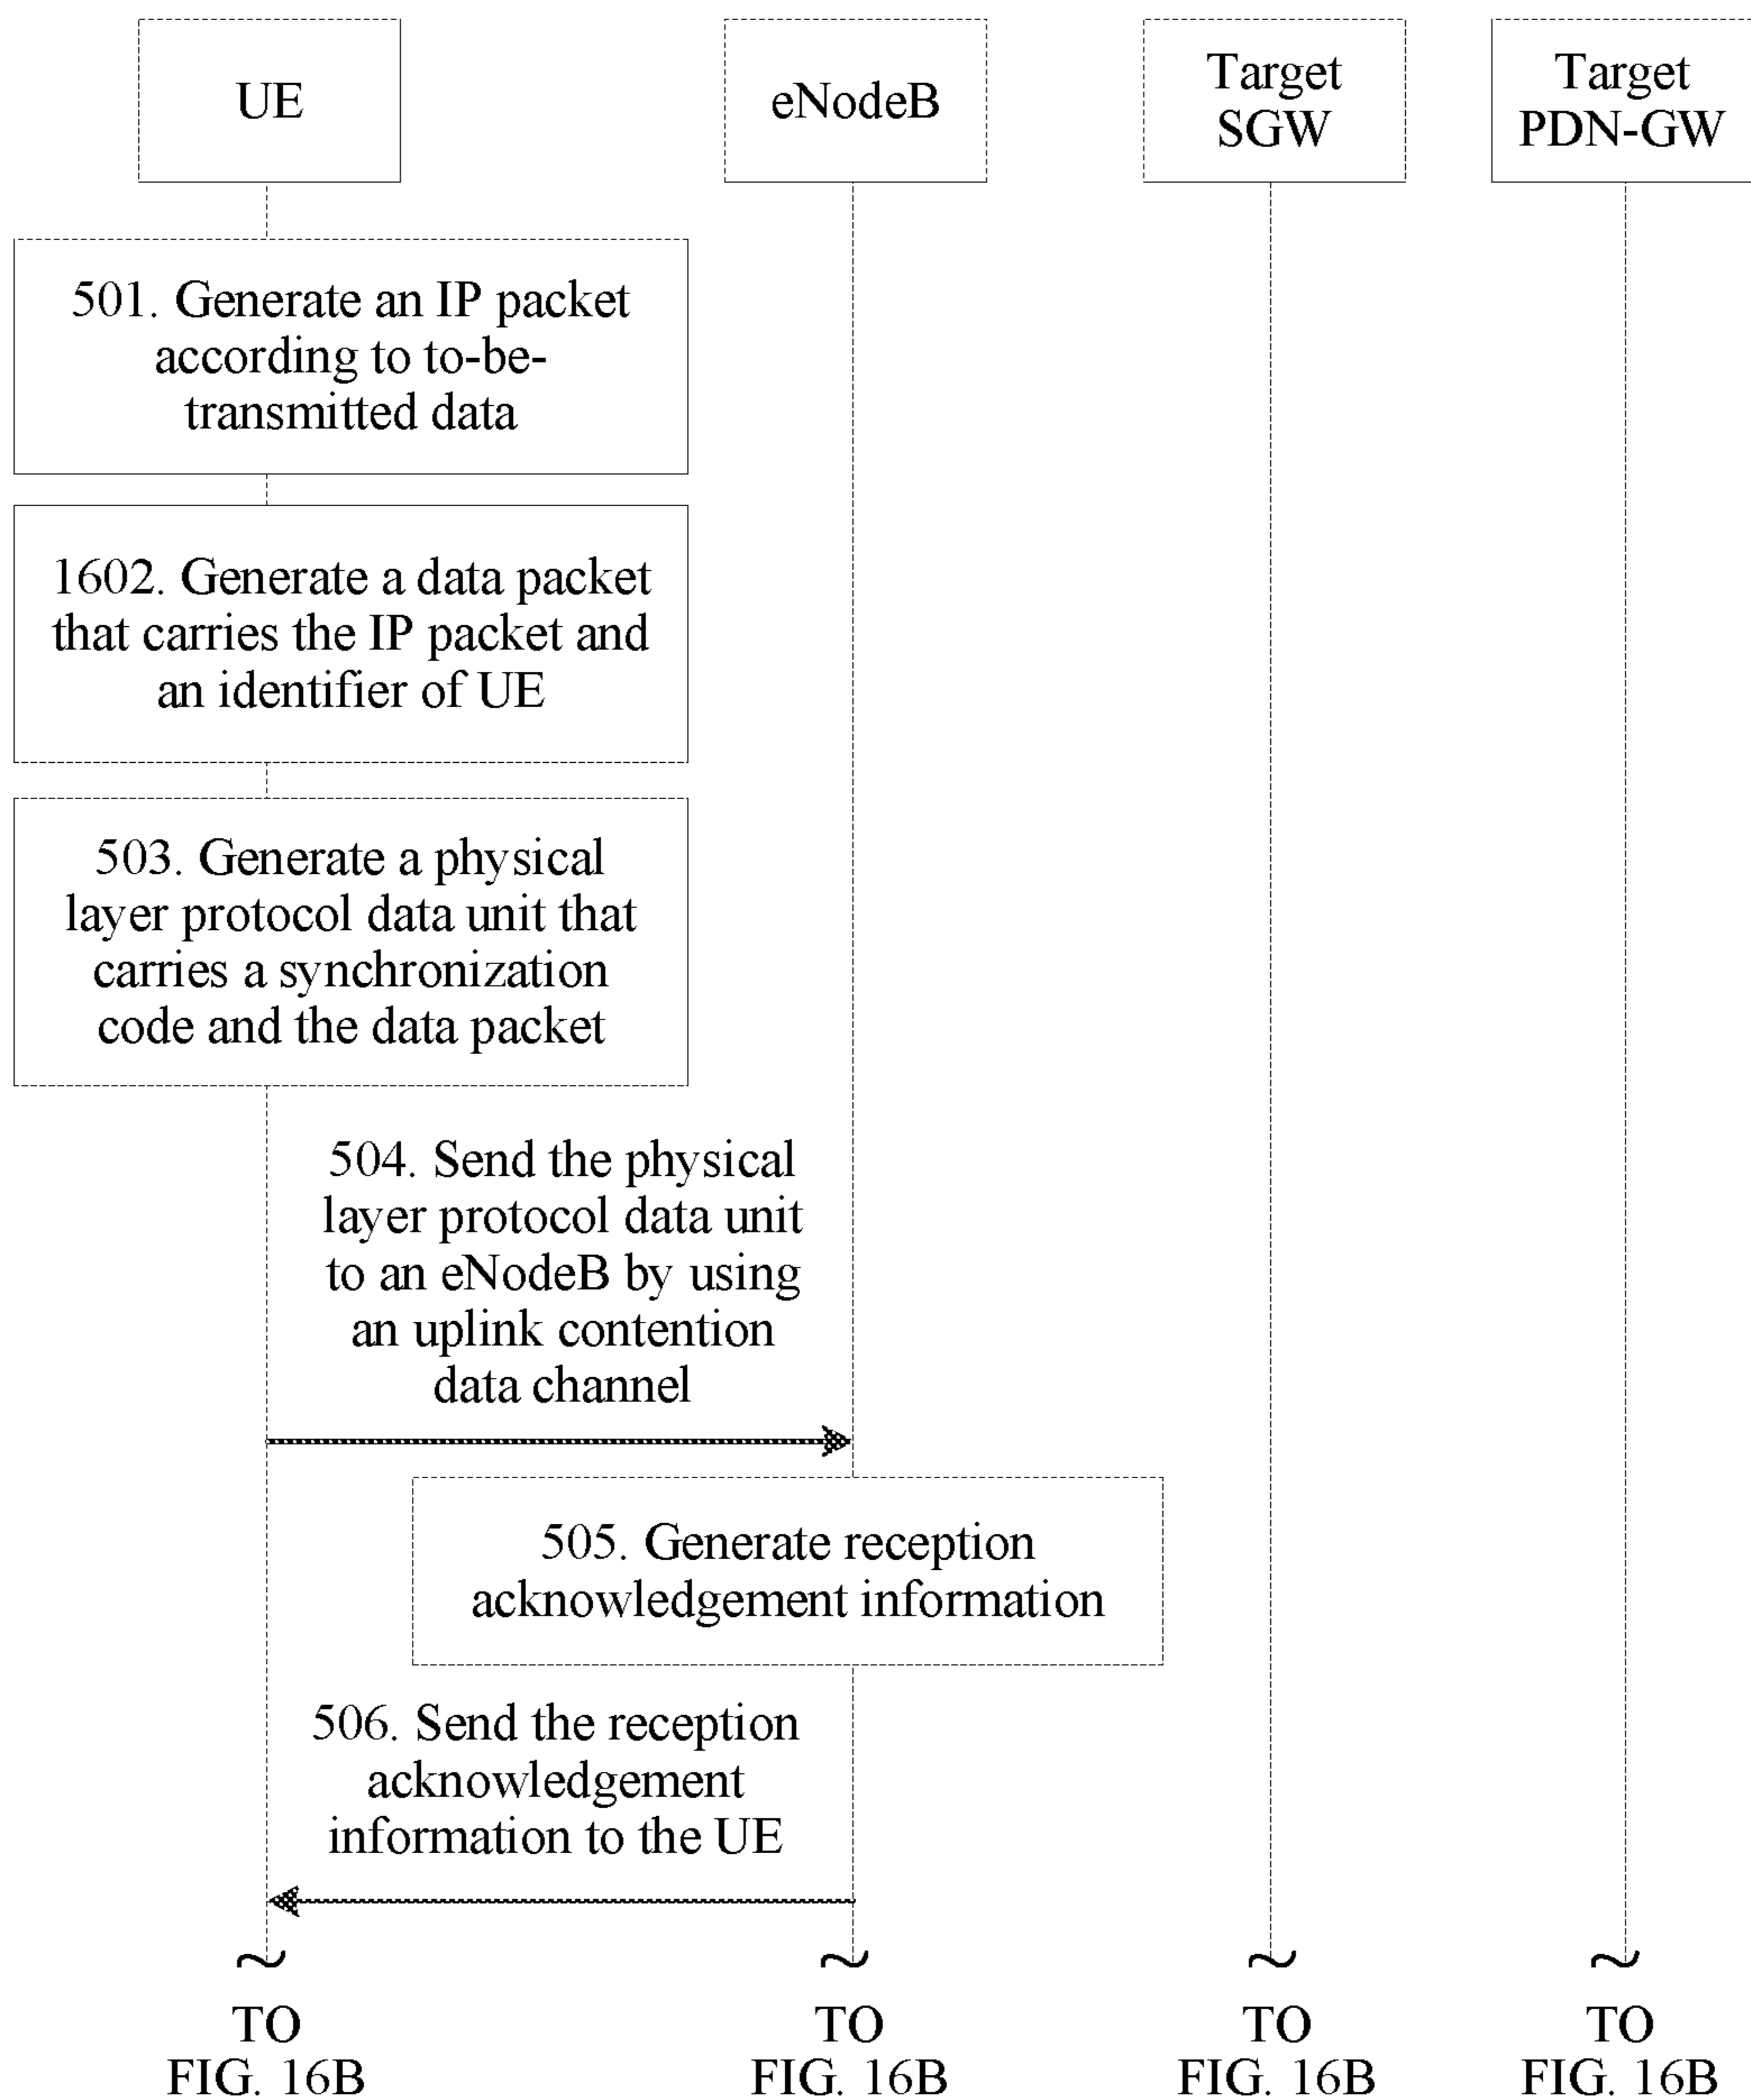 UE
eNodeB
Target
SGW
Target
PDN-GW
501. Generate an IP packet
according to to-be-
transmitted data
1602. Generate a data packet
that carries the IP packet and
an identifier of UE
503. Generate a physical
layer protocol data unit that
carries a synchronization
code and the data packet
504. Send the physical
layer protocol data unit
to an eNodeB by using
an uplink contention
data channel
505. Generate reception
acknowledgement information
506. Send the reception
acknowledgement
information to the UE
TO
FIG. 16B
TO
FIG. 16B
TO
FIG. 16B
TO
FIG. 16B